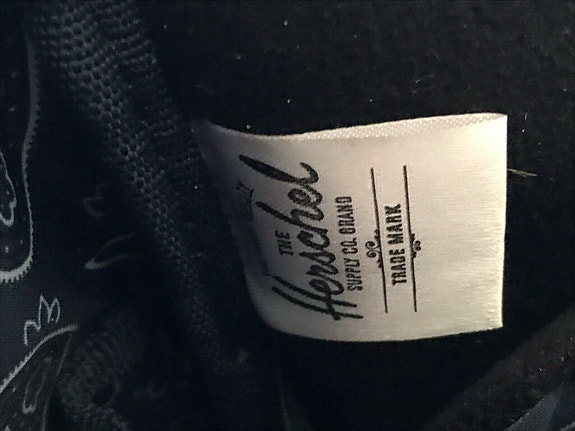 THE
Herschel
SUPPLY CO. BRAND
TRADE MARK